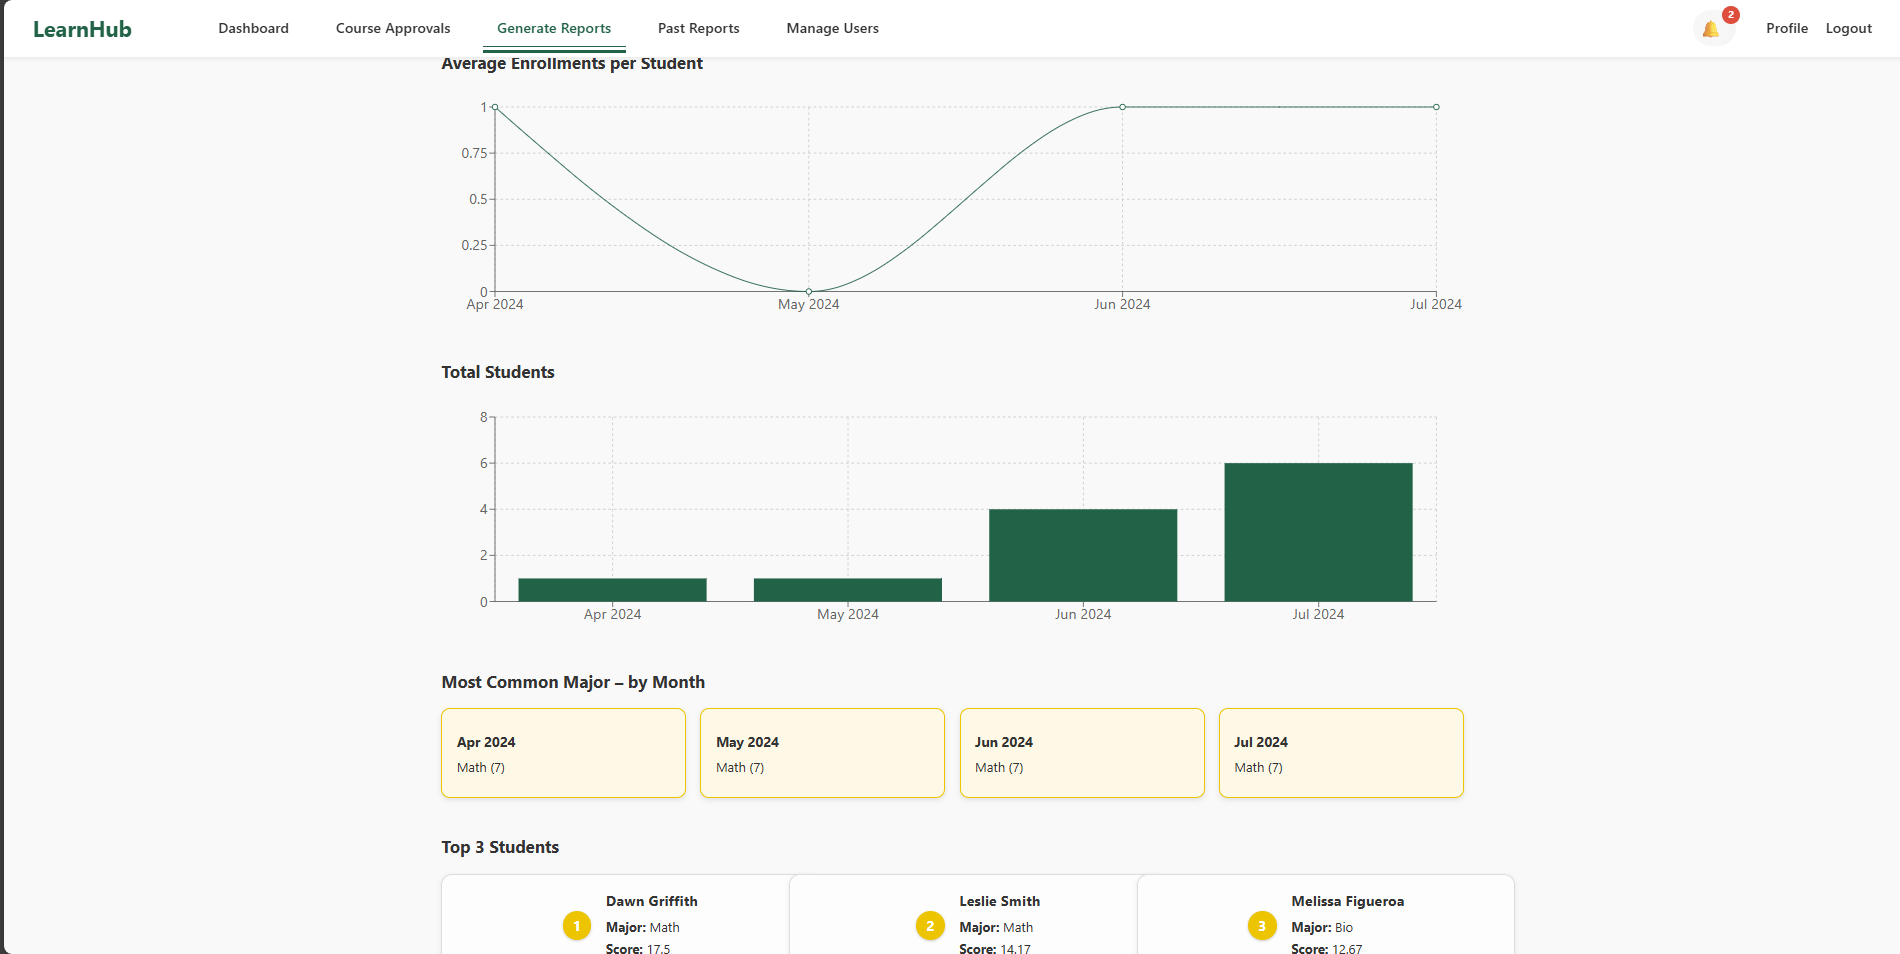 LearnHub
Dashboard
Course Approvals
Generate Reports
Past Reports
Manage Users
2
Profile
Logout
Average Enrollments per Student
1
0.75
0.5
0.25
0
Apr 2024
May 2024
Jun 2024
Jul 2024
Total Students
8
6
4
2
0
Apr 2024
May 2024
Jun 2024
Jul 2024
Most Common Major – by Month
Apr 2024
Math (7)
May 2024
Math (7)
Jun 2024
Math (7)
Jul 2024
Math (7)
Top 3 Students
1
Dawn Griffith
Major: Math
Score: 17.5
2
Leslie Smith
Major: Math
Score: 14.17
3
Melissa Figueroa
Major: Bio
Score: 12.67